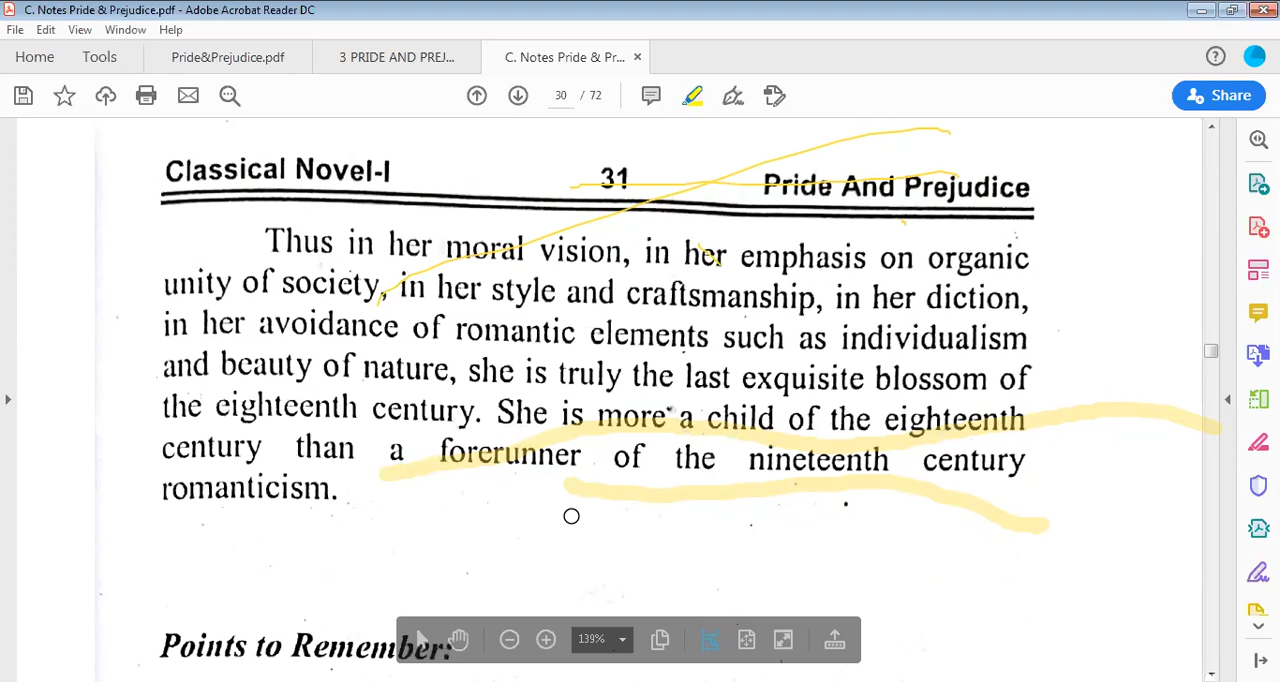 C. Notes Pride & Prejudice.pdf - Adobe Acrobat Reader DC
File Edit View Window Help
Home Tools Pride&Prejudice.pdf 3 PRIDE AND PREJ... C. Notes Pride & Pr... ×
30 / 72 Share
Classical Novel-I 31 Pride And Prejudice
Thus in her moral vision, in her emphasis on organic
unity of society, in her style and craftsmanship, in her diction,
in her avoidance of romantic elements such as individualism
and beauty of nature, she is truly the last exquisite blossom of
the eighteenth century. She is more a child of the eighteenth
century than a forerunner of the nineteenth century
romanticism.
139%
Points to Remember: